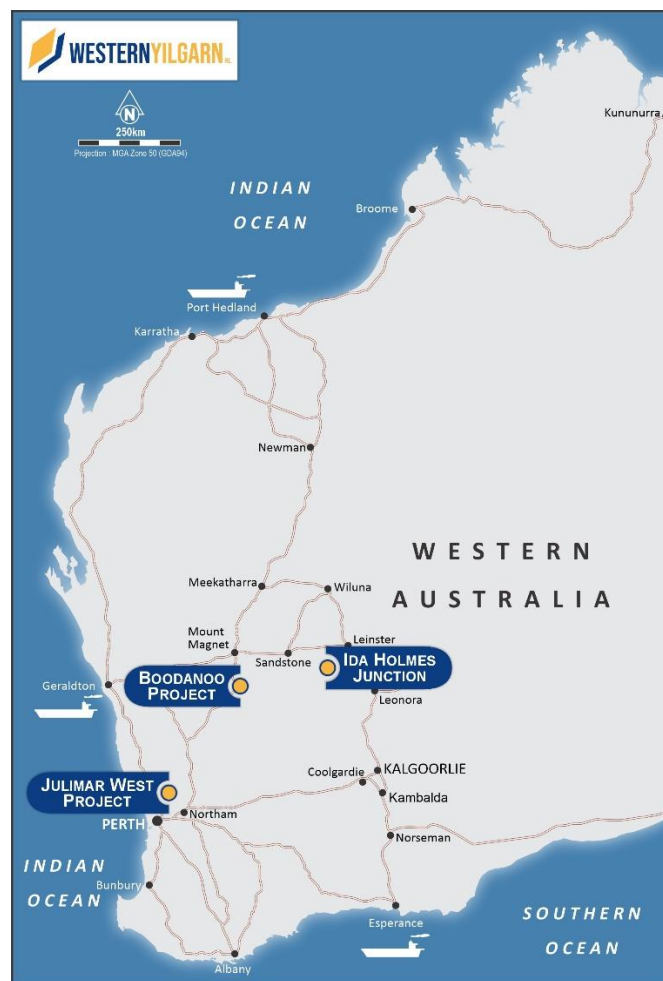 WESTERNYILGARN NL
N
250km
Projection : MGA Zone 50 (GDA94)
Kununurra
INDIAN
OCEAN
Broome
Port Hedland
Karratha
Newman
WESTERN
AUSTRALIA
Meekatharra
Wiluna
Mount
Magnet
Sandstone
Leinster
BOODANOO
PROJECT
IDA HOLMES
JUNCTION
Geraldton
Leonora
JULIMAR WEST
PROJECT
Coolgardie
KALGOORLIE
Kambalda
Northam
PERTH
Norseman
INDIAN
OCEAN
Bunbury
Esperance
SOUTHERN
OCEAN
Albany